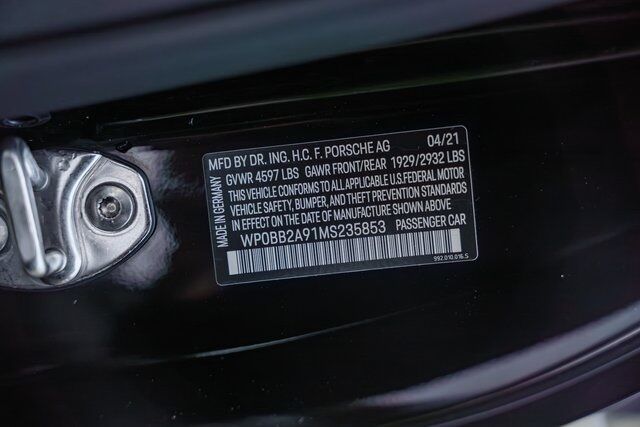 MFD BY DR. ING. H.C. F. PORSCHE AG 04/21
GVWR 4597 LBS GAWR FRONT/REAR 1929/2932 LBS
THIS VEHICLE CONFORMS TO ALL APPLICABLE U.S. FEDERAL MOTOR
VEHICLE SAFETY, BUMPER, AND THEFT PREVENTION STANDARDS
IN EFFECT ON THE DATE OF MANUFACTURE SHOWN ABOVE
WP0BB2A91MS235853 PASSENGER CAR
992.010.016.S
MADE IN GERMANY